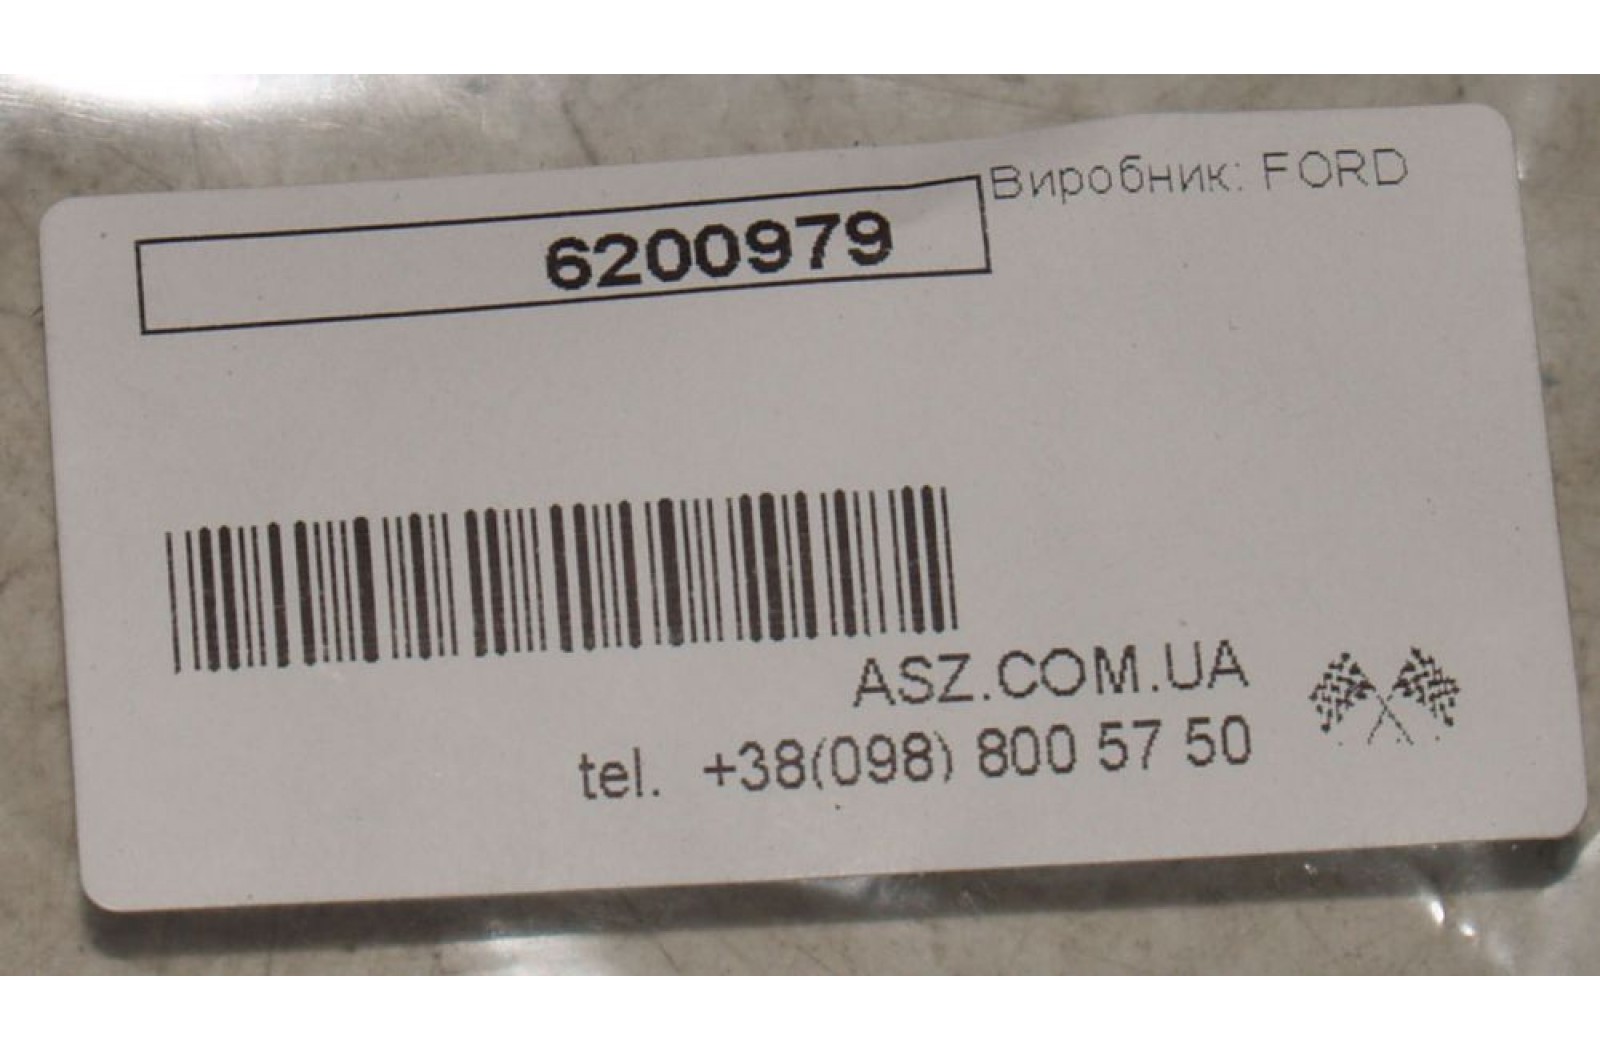 Виробник: FORD
6200979
ASZ.COM.UA
tel. +38(098) 800 57 50